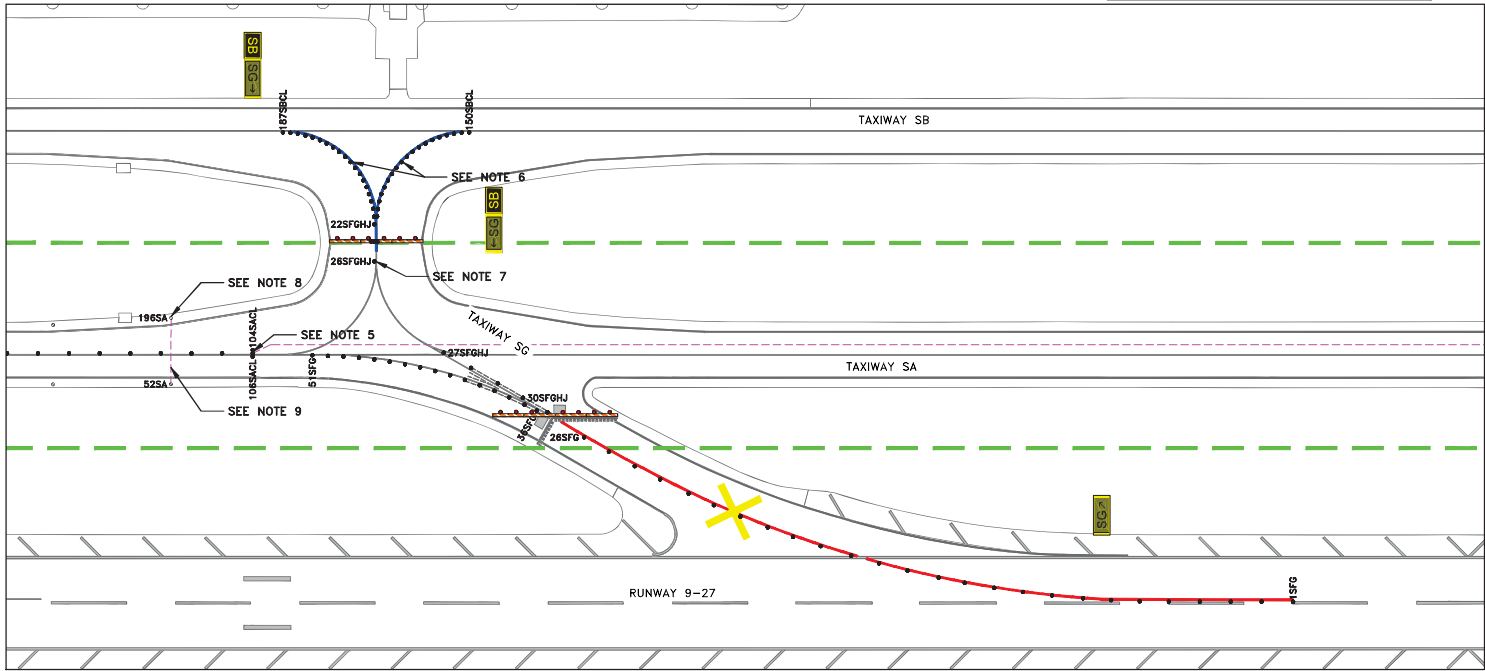 SB
←SG
187SBCL
150SBCL
TAXIWAY SB
SEE NOTE 6
SB
←SG
22SFGHJ
26SFGHJ
SEE NOTE 7
SEE NOTE 8
196SA
104SACL
SEE NOTE 5
TAXIWAY SG
27SFGHJ
TAXIWAY SA
106SACL
51SFG
52SA
SEE NOTE 9
30SFGHJ
26SFG
SG↗
1SFG
RUNWAY 9-27